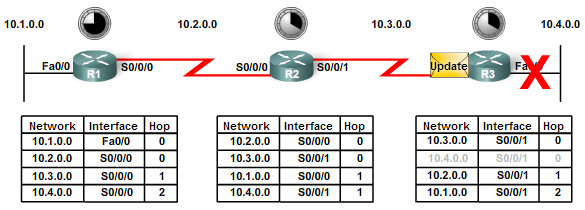 10.1.0.0 10.2.0.0 10.3.0.0 10.4.0.0
Fa0/0 R1 S0/0/0 S0/0/0 R2 S0/0/1 Update R3 X
Network Interface Hop
10.1.0.0 Fa0/0 0
10.2.0.0 S0/0/0 0
10.3.0.0 S0/0/0 1
10.4.0.0 S0/0/0 2
Network Interface Hop
10.2.0.0 S0/0/0 0
10.3.0.0 S0/0/1 0
10.1.0.0 S0/0/0 1
10.4.0.0 S0/0/1 1
Network Interface Hop
10.3.0.0 S0/0/1 0
10.4.0.0 S0/0/1 0
10.2.0.0 S0/0/1 1
10.1.0.0 S0/0/1 2